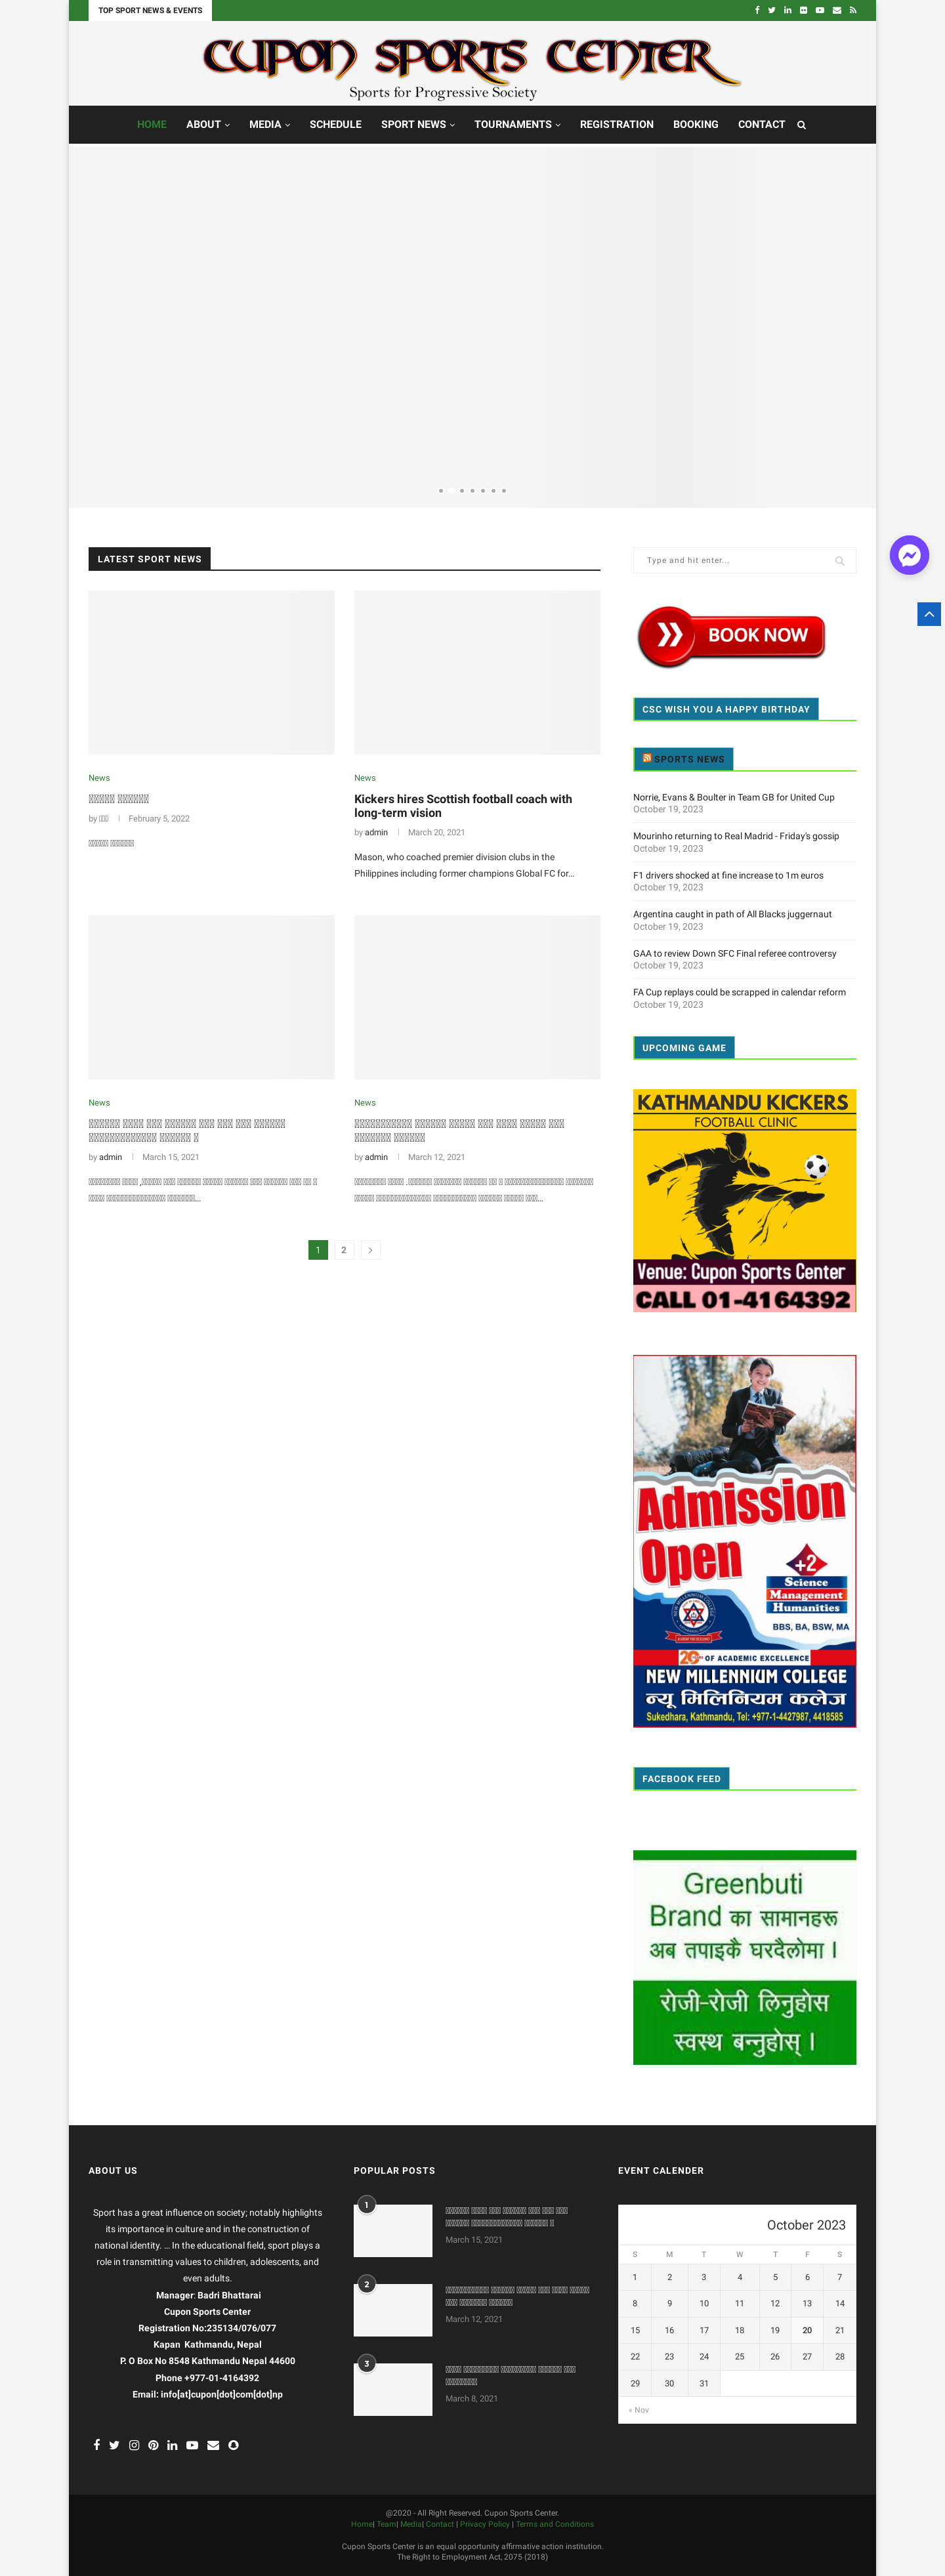 TOP SPORT NEWS & EVENTS
CUPON SPORTS CENTER
Sports for Progressive Society
HOME ABOUT MEDIA SCHEDULE SPORT NEWS TOURNAMENTS REGISTRATION BOOKING CONTACT
LATEST SPORT NEWS
News
by
February 5, 2022
News
Kickers hires Scottish football coach with
long-term vision
by admin
March 20, 2021
Mason, who coached premier division clubs in the
Philippines including former champions Global FC for...
News
by admin
March 15, 2021
News
by admin
March 12, 2021
1 2
Type and hit enter...
BOOK NOW
CSC WISH YOU A HAPPY BIRTHDAY
SPORTS NEWS
Norrie, Evans & Boulter in Team GB for United Cup
October 19, 2023
Mourinho returning to Real Madrid - Friday's gossip
October 19, 2023
F1 drivers shocked at fine increase to 1m euros
October 19, 2023
Argentina caught in path of All Blacks juggernaut
October 19, 2023
GAA to review Down SFC Final referee controversy
October 19, 2023
FA Cup replays could be scrapped in calendar reform
October 19, 2023
UPCOMING GAME
KATHMANDU KICKERS
FOOTBALL CLINIC
Venue: Cupon Sports Center
CALL 01-4164392
Admission
Open
+2
Science
Management
Humanities
BBS, BA, BSW, MA
20 OF ACADEMIC EXCELLENCE
NEW MILLENNIUM COLLEGE
न्यू मिलिनियम कलेज
Sukedhara, Kathmandu, Tel: +977-1-4427987, 4418585
FACEBOOK FEED
Greenbuti
Brand का सामानहरू
अब तपाइकै घरदैलोमा ।
रोजी-रोजी लिनुहोस
स्वस्थ बन्नुहोस् ।
ABOUT US
Sport has a great influence on society; notably highlights
its importance in culture and in the construction of
national identity. ... In the educational field, sport plays a
role in transmitting values to children, adolescents, and
even adults.
Manager: Badri Bhattarai
Cupon Sports Center
Registration No:235134/076/077
Kapan Kathmandu, Nepal
P. O Box No 8548 Kathmandu Nepal 44600
Phone +977-01-4164392
Email: info[at]cupon[dot]com[dot]np
POPULAR POSTS
1
March 15, 2021
2
March 12, 2021
3
March 8, 2021
EVENT CALENDER
October 2023
S M T W T F S
1 2 3 4 5 6 7
8 9 10 11 12 13 14
15 16 17 18 19 20 21
22 23 24 25 26 27 28
29 30 31
« Nov
@2020 - All Right Reserved. Cupon Sports Center.
Home| Team| Media| Contact | Privacy Policy | Terms and Conditions
Cupon Sports Center is an equal opportunity affirmative action institution.
The Right to Employment Act, 2075 (2018)